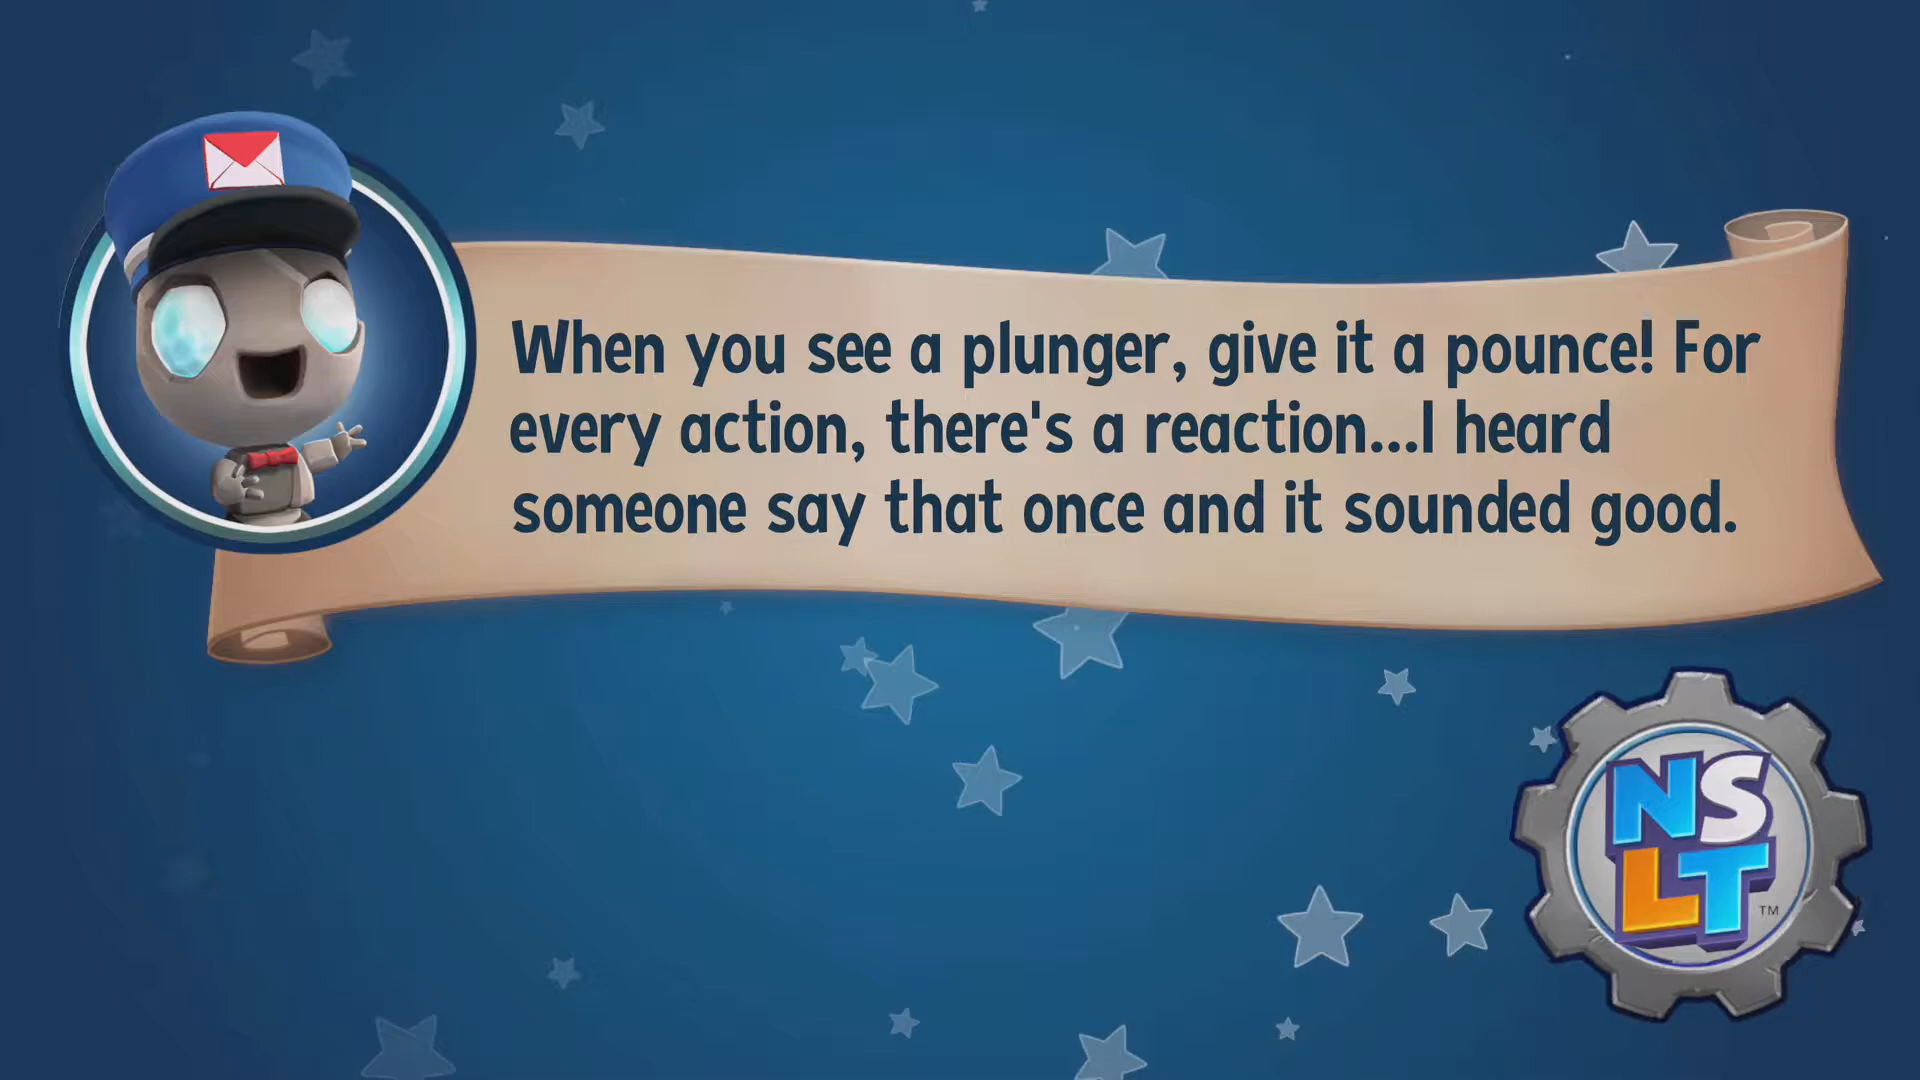 When you see a plunger, give it a pounce! For
every action, there's a reaction...I heard
someone say that once and it sounded good.
NS
LT
TM